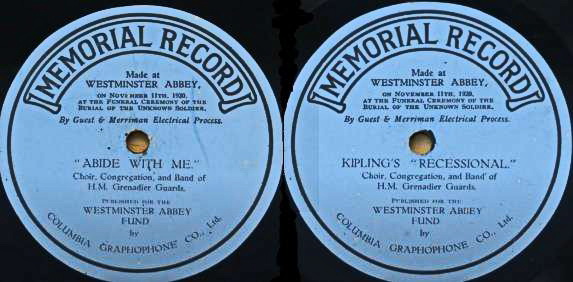 MEMORIAL RECORD
Made at
WESTMINSTER ABBEY,
ON NOVEMBER 11TH, 1920,
AT THE FUNERAL CEREMONY OF THE
BURIAL OF THE UNKNOWN SOLDIER,
By Guest & Merriman Electrical Process.
"ABIDE WITH ME."
Choir, Congregation, and Band of
H.M. Grenadier Guards.
PUBLISHED FOR THE
WESTMINSTER ABBEY
FUND
by
COLUMBIA GRAPHOPHONE CO., Ltd.
MEMORIAL RECORD
Made at
WESTMINSTER ABBEY,
ON NOVEMBER 11TH, 1920,
AT THE FUNERAL CEREMONY OF THE
BURIAL OF THE UNKNOWN SOLDIER,
By Guest & Merriman Electrical Process.
KIPLING'S "RECESSIONAL."
Choir, Congregation, and Band of
H.M. Grenadier Guards.
PUBLISHED FOR THE
WESTMINSTER ABBEY
FUND
by
COLUMBIA GRAPHOPHONE CO., Ltd.